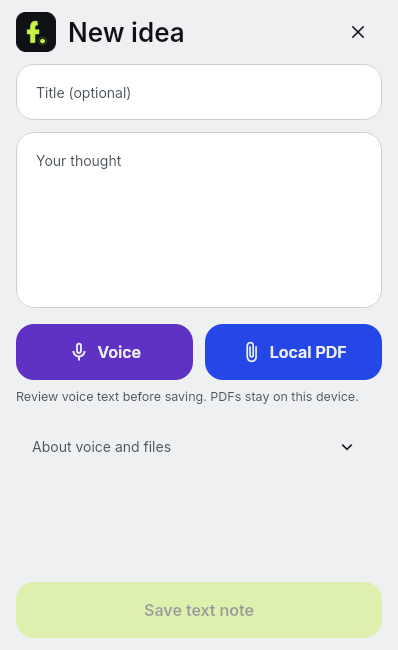 f.
New idea
Title (optional)
Your thought
Voice
Local PDF
Review voice text before saving. PDFs stay on this device.
About voice and files
Save text note